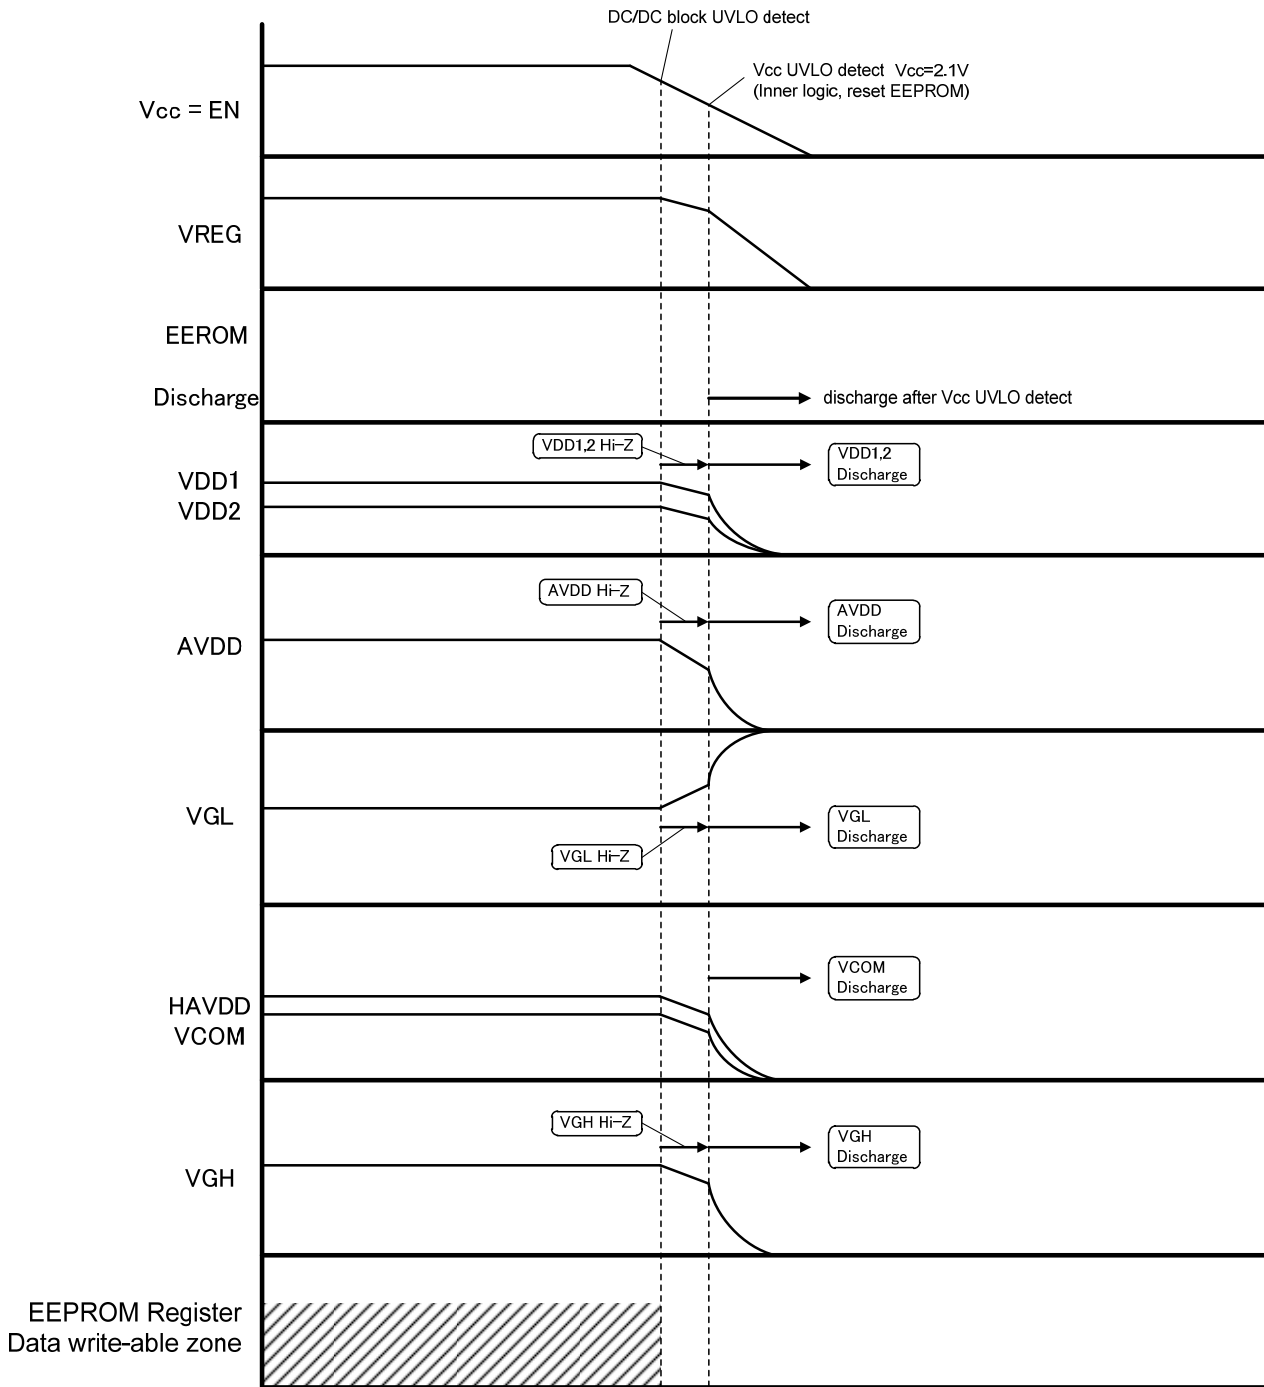 DC/DC block UVLO detect
Vcc UVLO detect Vcc=2.1V
(Inner logic, reset EEPROM)
Vcc = EN
VREG
EEROM
Discharge
discharge after Vcc UVLO detect
VDD1,2 Hi-Z
VDD1,2
Discharge
VDD1
VDD2
AVDD Hi-Z
AVDD
Discharge
AVDD
VGL
VGL
Discharge
VGL Hi-Z
VCOM
Discharge
HAVDD
VCOM
VGH Hi-Z
VGH
Discharge
VGH
EEPROM Register
Data write-able zone